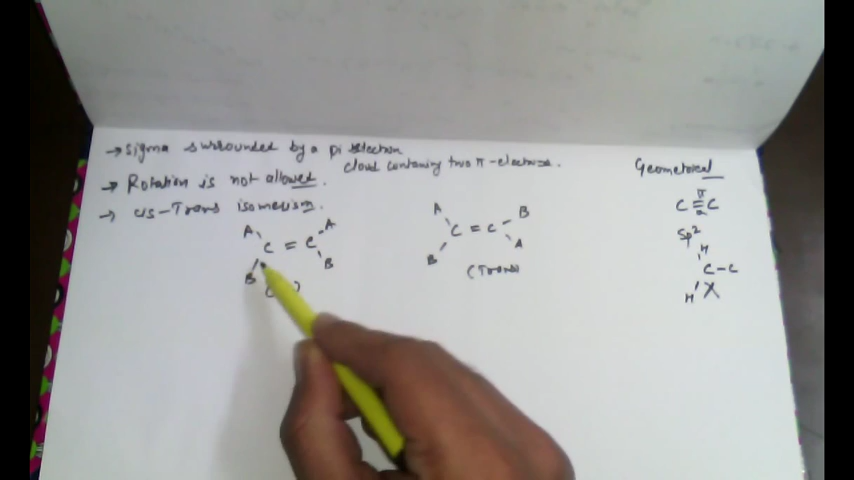 → Sigma surrounded by a pi electron
cloud containing two π-electrons.
→ Rotation is not allowed.
→ cis-Trans isomerism.
A A
C = C
B B
( )
A B
C = C
B A
(Trans)
Geometrical
π
C = C
σ
Sp²
H
C-C
H X